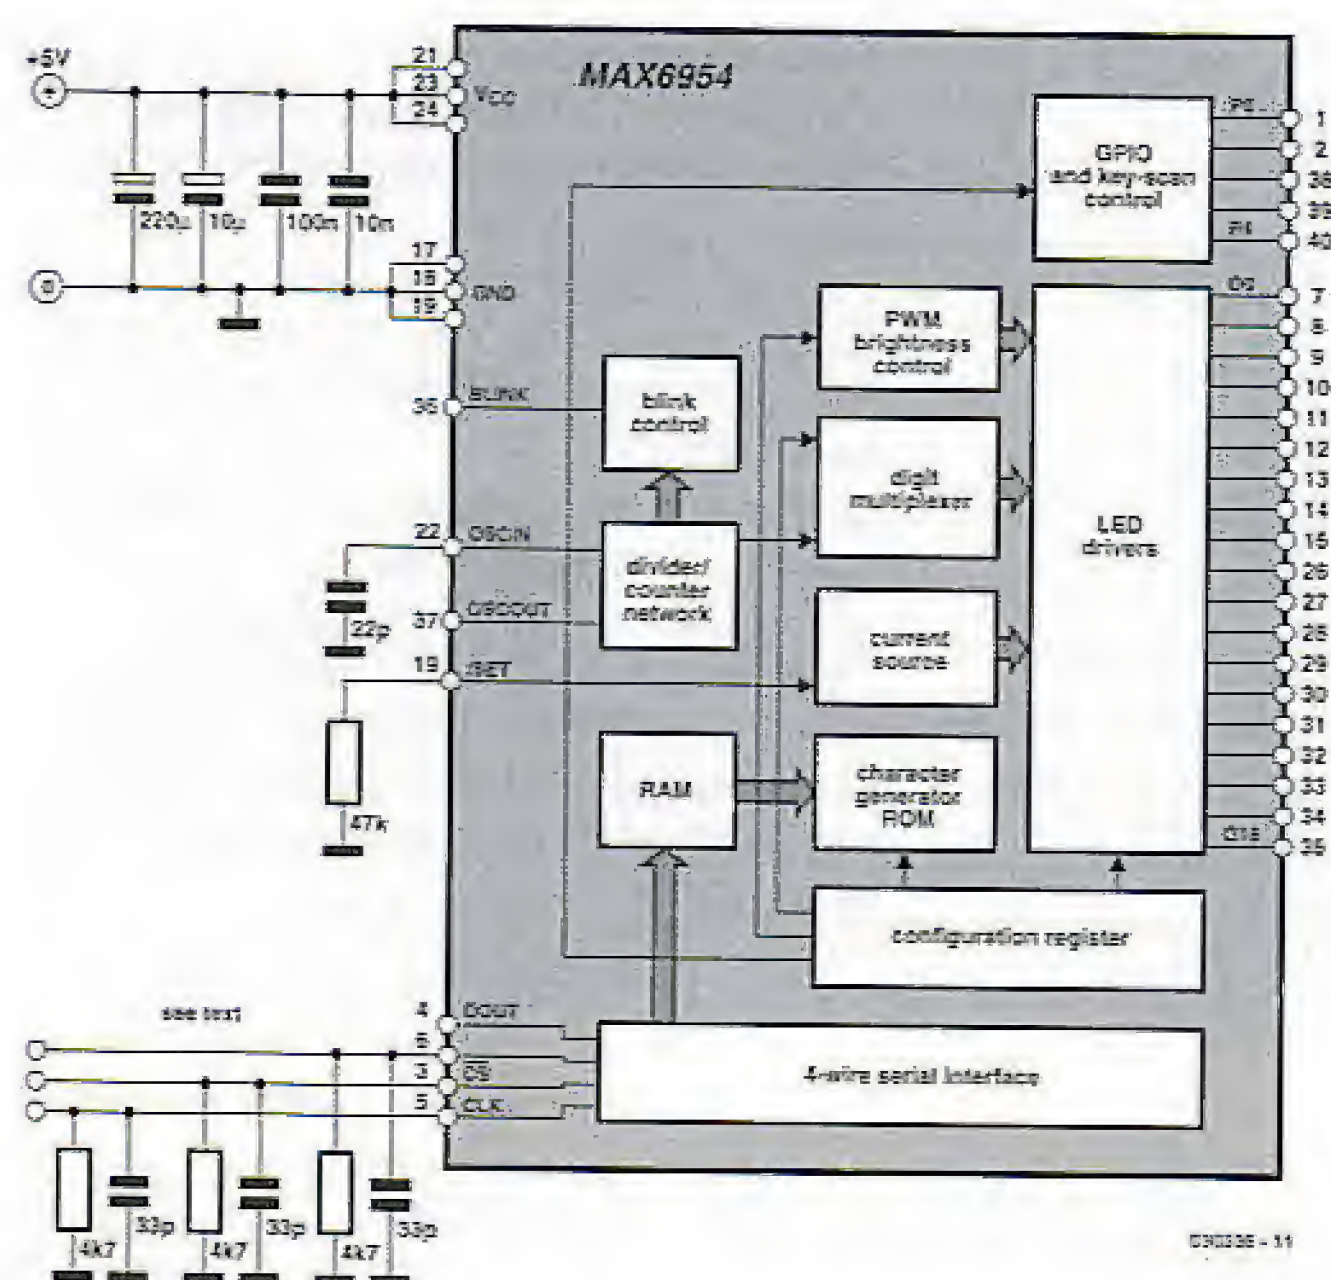 +5V
21
23
24
VCC
MAX6954
220µ
10µ
100n
10n
0
17
18
19
GND
GPIO
and key-scan
control
P0
P4
1
2
38
39
40
PWM
brightness
control
36
BLINK
blink
control
digit
multiplexer
LED
drivers
O0
7
8
9
10
11
12
13
14
15
26
27
28
29
30
31
32
33
34
35
O18
22
OSCIN
22p
37
OSCOUT
divider/
counter
network
19
ISET
47k
current
source
RAM
character
generator
ROM
configuration register
see text
4
DOUT
CS
5
CLK
4-wire serial interface
4k7
33p
4k7
33p
4k7
33p